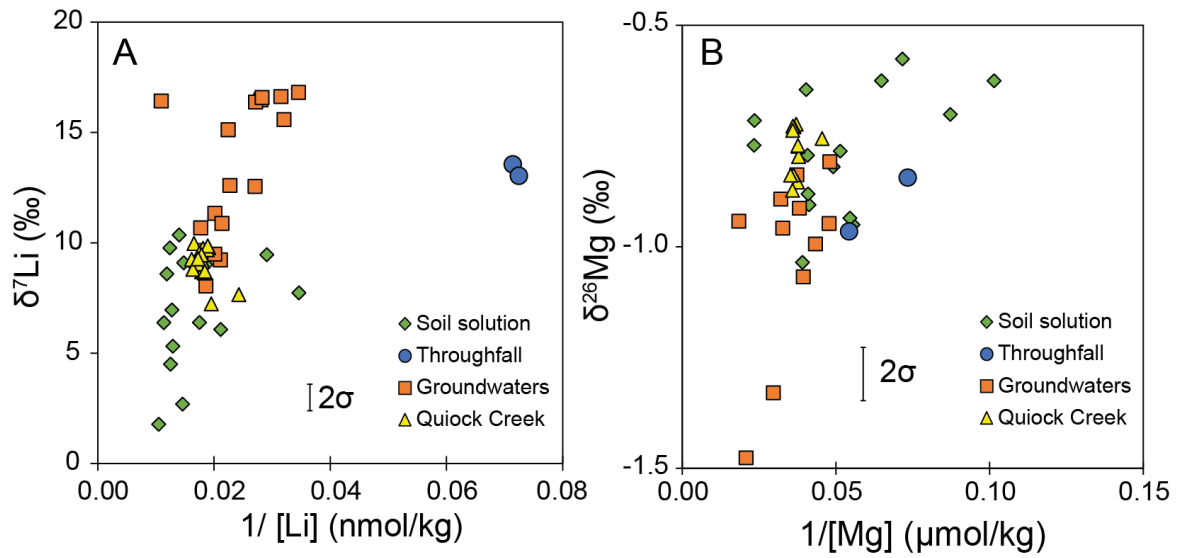 A
20
15
10
5
0
δ⁷Li (‰)
0.00
0.02
0.04
0.06
0.08
1/ [Li] (nmol/kg)
Soil solution
Throughfall
Groundwaters
Quiock Creek
2σ
B
-0.5
-1.0
-1.5
δ²⁶Mg (‰)
0.00
0.05
0.10
0.15
1/[Mg] (µmol/kg)
Soil solution
Throughfall
Groundwaters
Quiock Creek
2σ